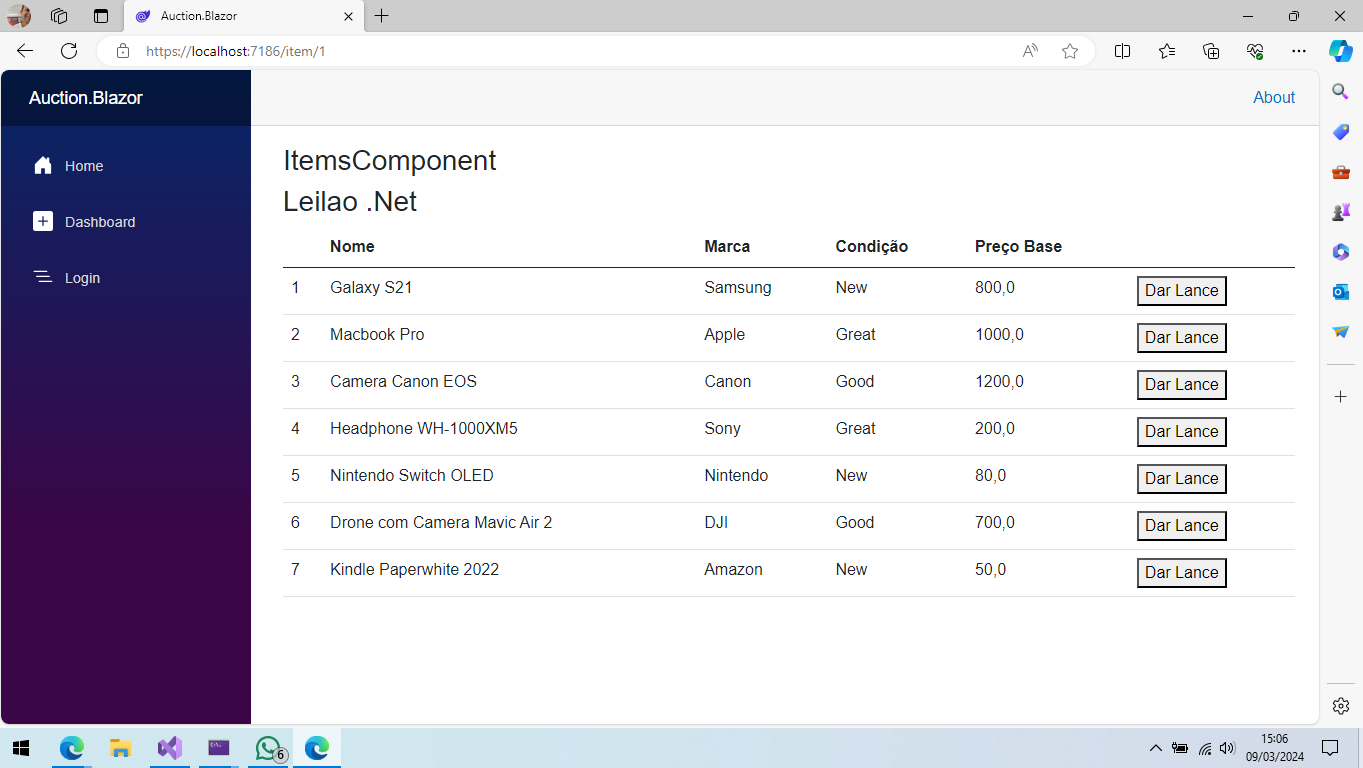 Auction.Blazor
https://localhost:7186/item/1
Auction.Blazor
About
Home
Dashboard
Login
ItemsComponent
Leilao .Net
Nome Marca Condição Preço Base
1 Galaxy S21 Samsung New 800,0 Dar Lance
2 Macbook Pro Apple Great 1000,0 Dar Lance
3 Camera Canon EOS Canon Good 1200,0 Dar Lance
4 Headphone WH-1000XM5 Sony Great 200,0 Dar Lance
5 Nintendo Switch OLED Nintendo New 80,0 Dar Lance
6 Drone com Camera Mavic Air 2 DJI Good 700,0 Dar Lance
7 Kindle Paperwhite 2022 Amazon New 50,0 Dar Lance
6
15:06
09/03/2024